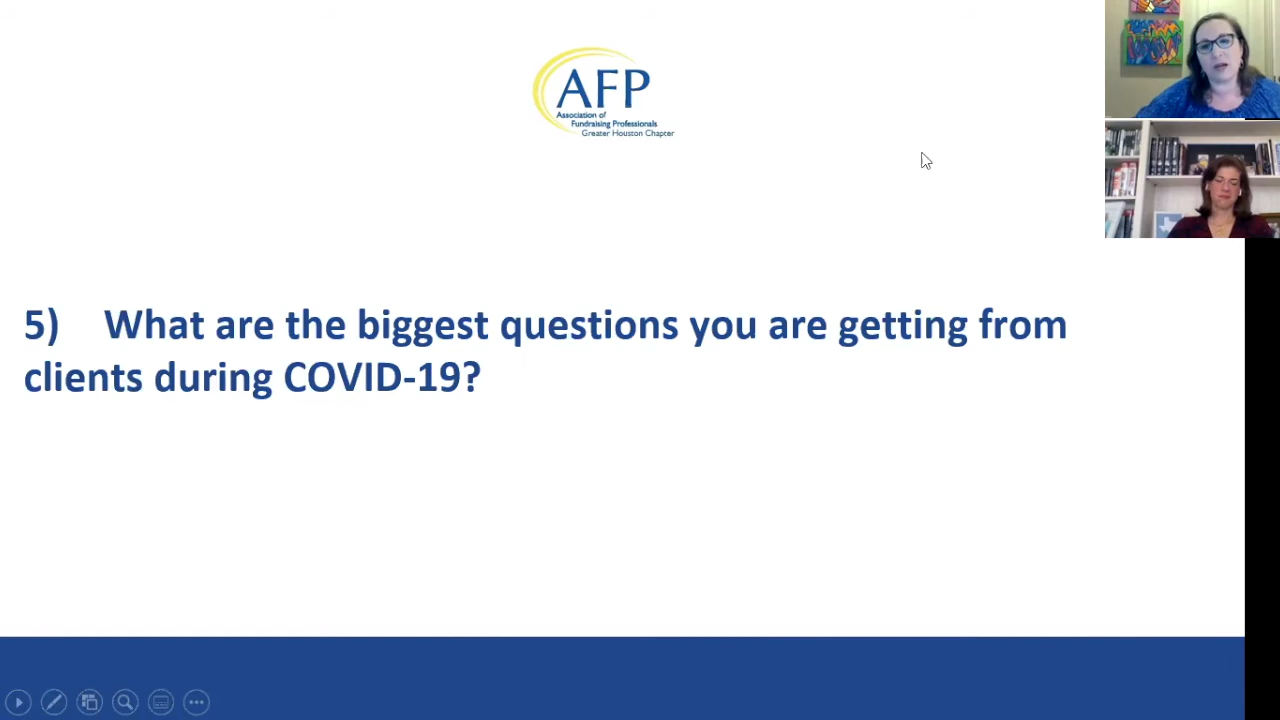 AFP
Association of
Fundraising Professionals
Greater Houston Chapter
5) What are the biggest questions you are getting from
clients during COVID-19?